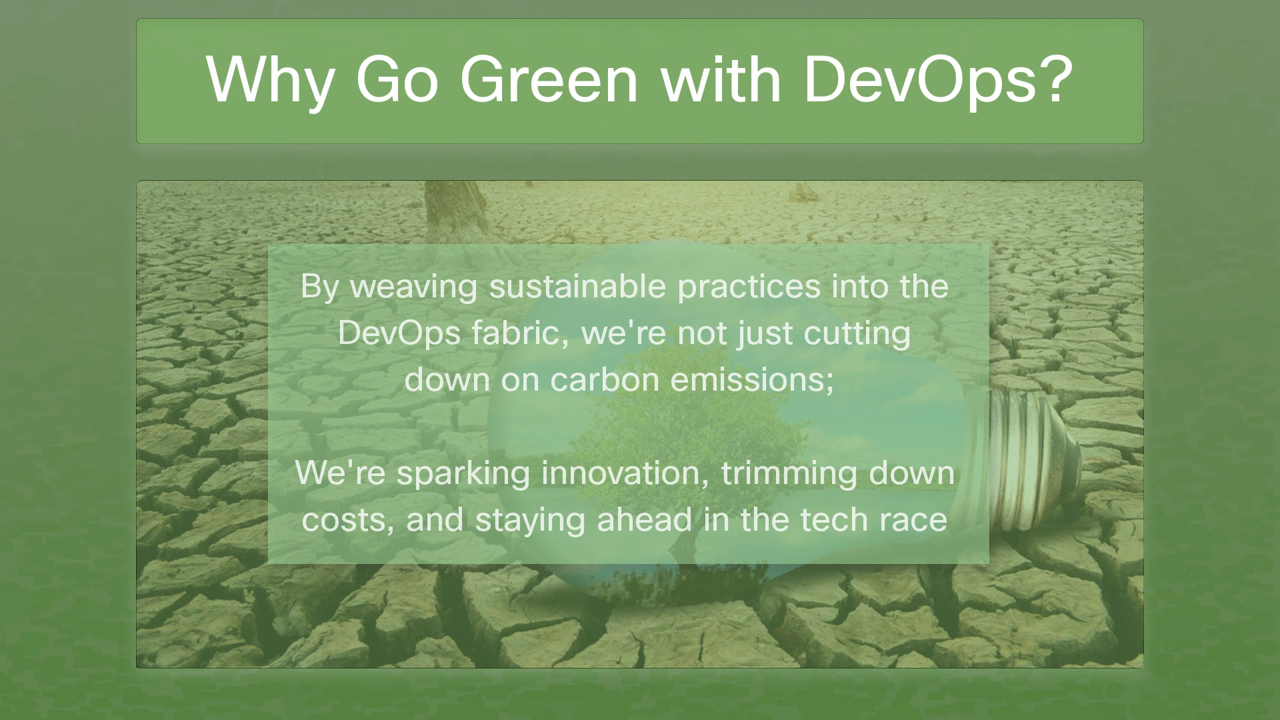 Why Go Green with DevOps?
By weaving sustainable practices into the
DevOps fabric, we're not just cutting
down on carbon emissions;
We're sparking innovation, trimming down
costs, and staying ahead in the tech race